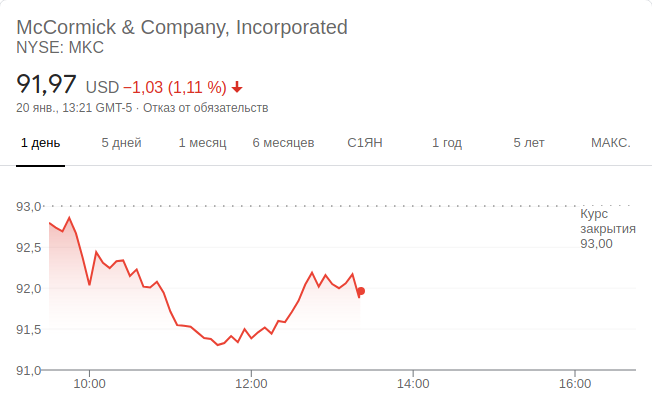 McCormick & Company, Incorporated
NYSE: MKC
91,97 USD −1,03 (1,11 %)
20 янв., 13:21 GMT-5 · Отказ от обязательств
1 день 5 дней 1 месяц 6 месяцев С1ЯН 1 год 5 лет МАКС.
93,0
Курс
закрытия
93,00
92,5
92,0
91,5
91,0
10:00 12:00 14:00 16:00